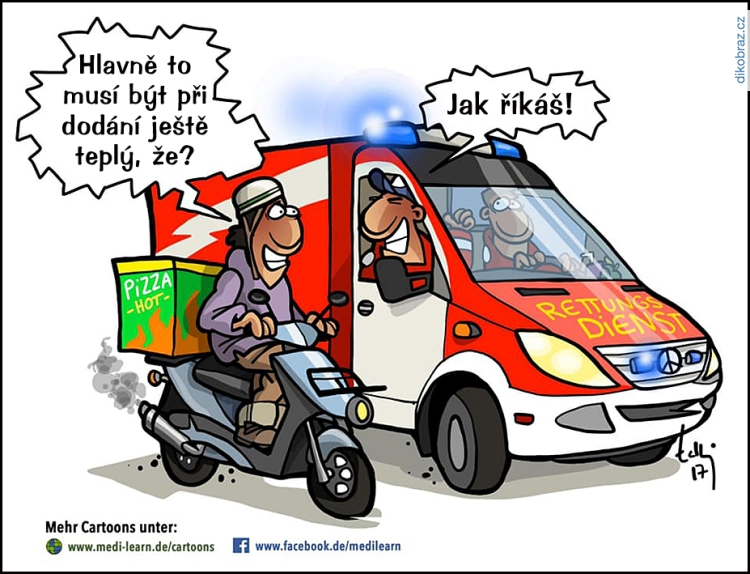 dikobraz.cz
Hlavně to
musí být při
dodání ještě
teplý, že?
Jak říkáš!
PiZZA
-HOT-
RETTUNGS
DIENST
17
Mehr Cartoons unter:
www.medi-learn.de/cartoons
www.facebook.de/medilearn